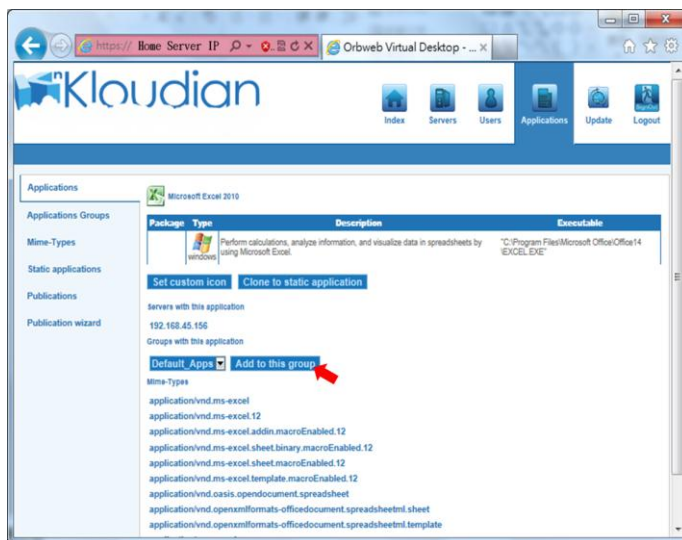 https:// Home Server IP
Orbweb Virtual Desktop - ...
nKloudian
Index
Servers
Users
Applications
Update
Logout
Applications
Applications Groups
Mime-Types
Static applications
Publications
Publication wizard
Microsoft Excel 2010
Package Type Description Executable
windows
Perform calculations, analyze information, and visualize data in spreadsheets by
using Microsoft Excel.
"C:\Program Files\Microsoft Office\Office14
\EXCEL.EXE"
Set custom icon Clone to static application
Servers with this application
192.168.45.156
Groups with this application
Default_Apps Add to this group
Mime-Types
application/vnd.ms-excel
application/vnd.ms-excel.12
application/vnd.ms-excel.addin.macroEnabled.12
application/vnd.ms-excel.sheet.binary.macroEnabled.12
application/vnd.ms-excel.sheet.macroEnabled.12
application/vnd.ms-excel.template.macroEnabled.12
application/vnd.oasis.opendocument.spreadsheet
application/vnd.openxmlformats-officedocument.spreadsheetml.sheet
application/vnd.openxmlformats-officedocument.spreadsheetml.template